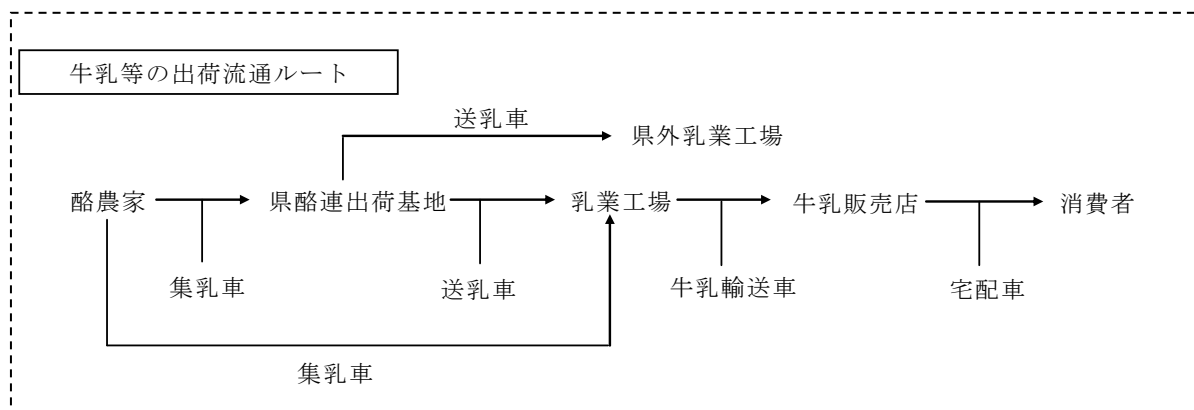 牛乳等の出荷流通ルート
送乳車
県外乳業工場
酪農家 県酪連出荷基地 乳業工場 牛乳販売店 消費者
集乳車 送乳車 牛乳輸送車 宅配車
集乳車